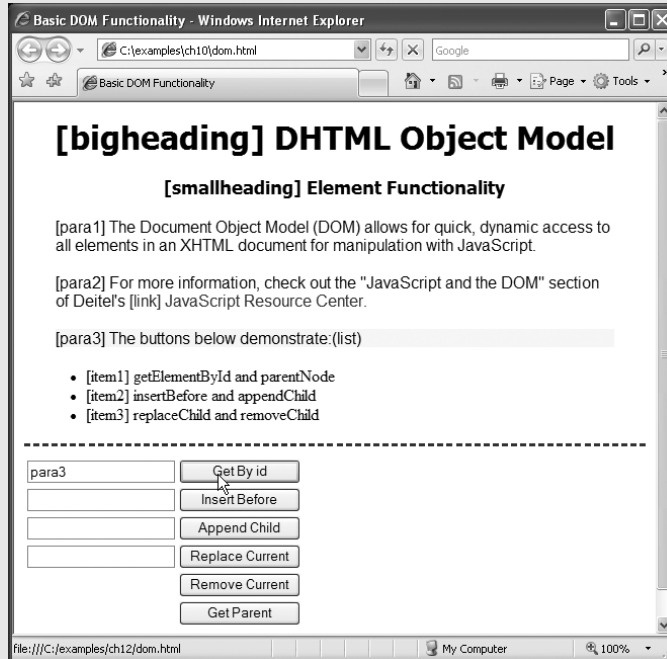 Basic DOM Functionality - Windows Internet Explorer
C:\examples\ch10\dom.html
Google
Basic DOM Functionality
Page
Tools
[bigheading] DHTML Object Model
[smallheading] Element Functionality
[para1] The Document Object Model (DOM) allows for quick, dynamic access to
all elements in an XHTML document for manipulation with JavaScript.
[para2] For more information, check out the "JavaScript and the DOM" section
of Deitel's [link] JavaScript Resource Center.
[para3] The buttons below demonstrate:(list)
• [item1] getElementById and parentNode
• [item2] insertBefore and appendChild
• [item3] replaceChild and removeChild
para3 Get By id
Insert Before
Append Child
Replace Current
Remove Current
Get Parent
file:///C:/examples/ch12/dom.html My Computer 100%